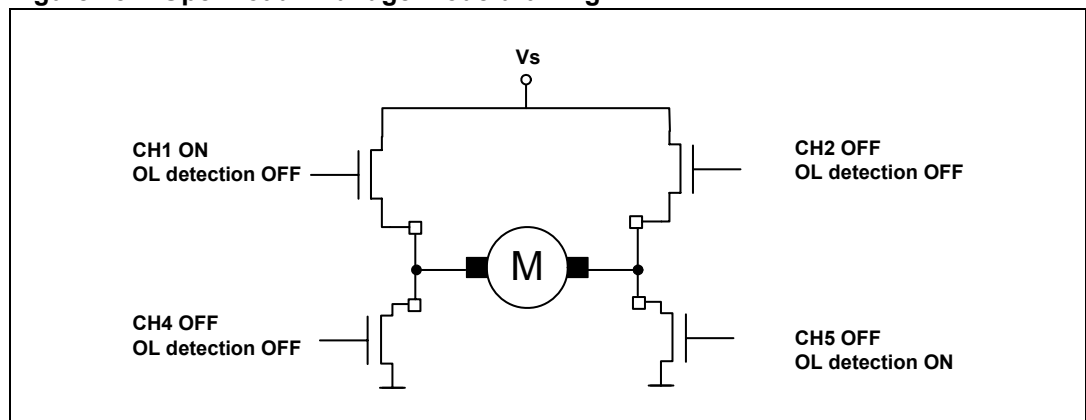 Vs
CH1 ON
OL detection OFF
CH2 OFF
OL detection OFF
M
CH4 OFF
OL detection OFF
CH5 OFF
OL detection ON